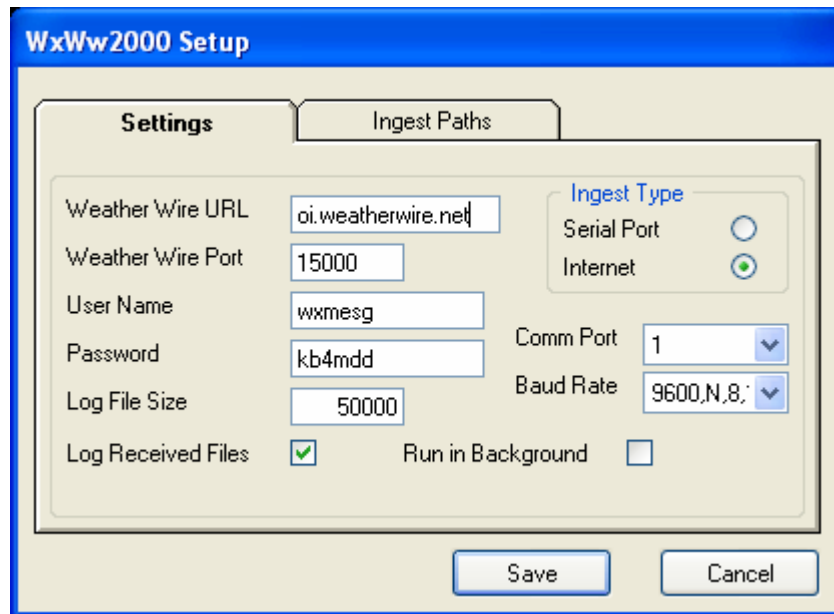 WxWw2000 Setup
Settings
Ingest Paths
Weather Wire URL
oi.weatherwire.net
Ingest Type
Serial Port
Internet
Weather Wire Port
15000
User Name
wxmesg
Password
kb4mdd
Comm Port
1
Baud Rate
9600,N,8,
Log File Size
50000
Log Received Files
Run in Background
Save
Cancel